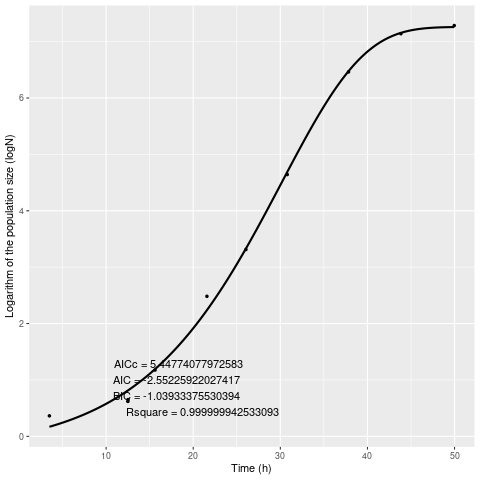 Logarithm of the population size (logN)
6
4
2
0
AICc = 5.44774077972583
AIC = -2.55225922027417
BIC = -1.03933375530394
Rsquare = 0.999999942533093
10
20
30
40
50
Time (h)